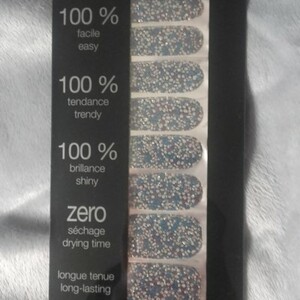 100 %
facile
easy
100 %
tendance
trendy
100 %
brillance
shiny
zero
séchage
drying time
longue tenue
long-lasting